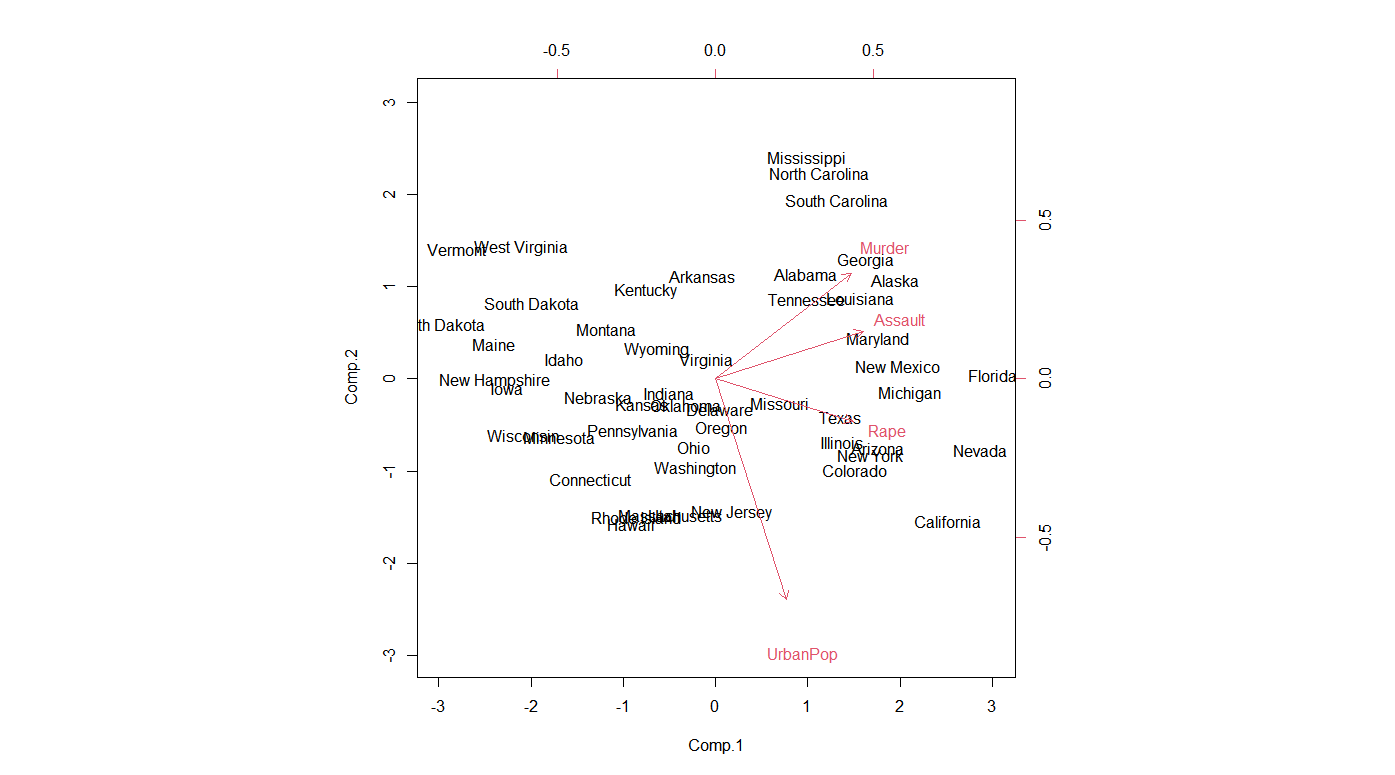 -0.5 0.0 0.5
3
Mississippi
North Carolina
2
South Carolina
0.5
Murder
West Virginia
Vermont
Georgia
Alabama
Arkansas
Alaska
1
Kentucky
Louisiana
Tennessee
South Dakota
Assault
th Dakota
Montana
Maryland
Maine
Wyoming
Idaho
Virginia
New Mexico
Comp.2
0
Florida
0.0
New Hampshire
Iowa
Michigan
Indiana
Nebraska
Missouri
Kansas
Oklahoma
Delaware
Texas
Oregon
Pennsylvania
Rape
Wisconsin
Minnesota
Illinois
Ohio
Arizona
Nevada
New York
Washington
-1
Colorado
Connecticut
New Jersey
Massachusetts
Utah
Rhode Island
California
Hawaii
-0.5
-2
UrbanPop
-3
-3 -2 -1 0 1 2 3
Comp.1